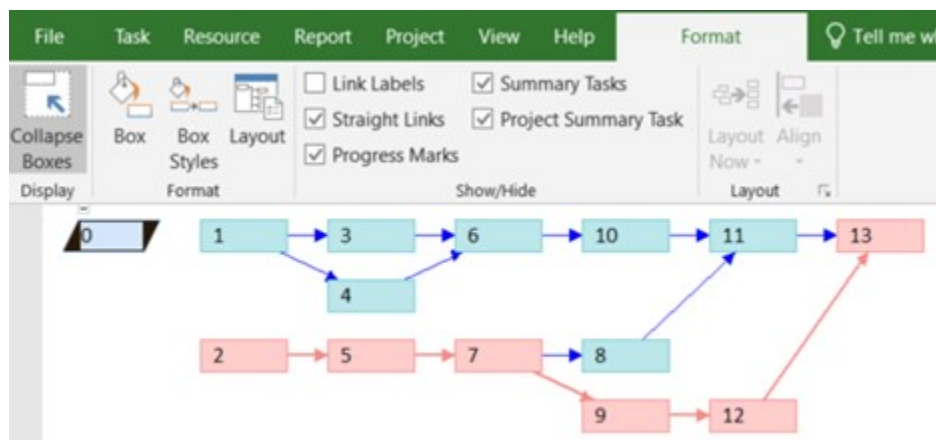 File Task Resource Report Project View Help Format Tell me
Link Labels Summary Tasks
Straight Links Project Summary Task
Progress Marks
Collapse Boxes
Box
Box Styles
Layout
Layout Now
Align
Display Format Show/Hide Layout
0 1 3 6 10 11 13
4
2 5 7 8
9 12